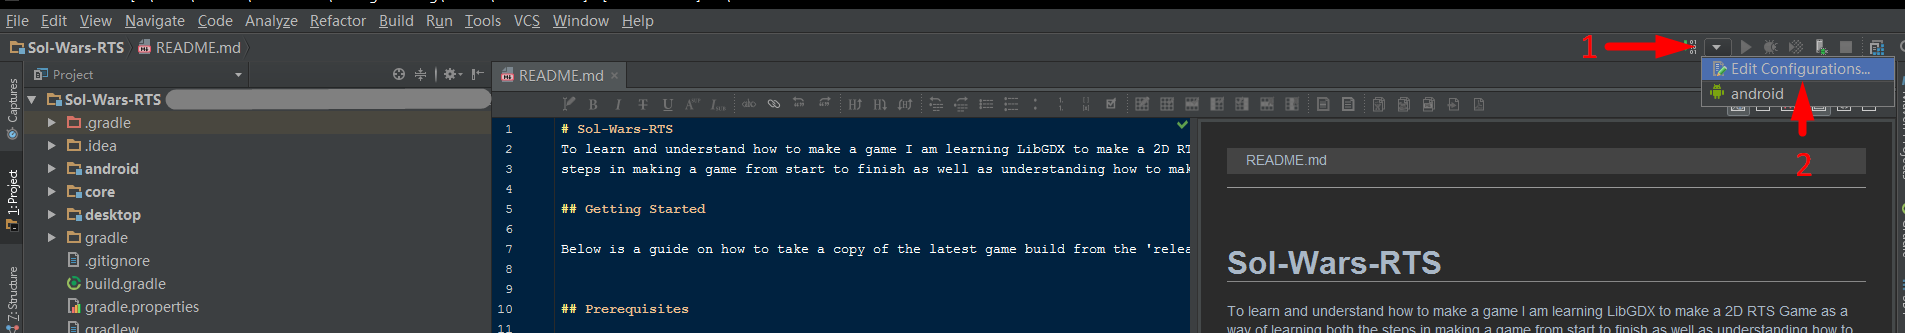 File Edit View Navigate Code Analyze Refactor Build Run Tools VCS Window Help
Sol-Wars-RTS README.md
1
Project
README.md ×
Edit Configurations...
android
2
Captures
1: Project
Z: Structure
Sol-Wars-RTS
.gradle
.idea
android
core
desktop
gradle
.gitignore
build.gradle
gradle.properties
gradlew
1 # Sol-Wars-RTS
2 To learn and understand how to make a game I am learning LibGDX to make a 2D RT
3 steps in making a game from start to finish as well as understanding how to mak
4
5 ## Getting Started
6
7 Below is a guide on how to take a copy of the latest game build from the 'relea
8
9
10 ## Prerequisites
11
README.md
Sol-Wars-RTS
To learn and understand how to make a game I am learning LibGDX to make a 2D RTS Game as a
way of learning both the steps in making a game from start to finish as well as understanding how to